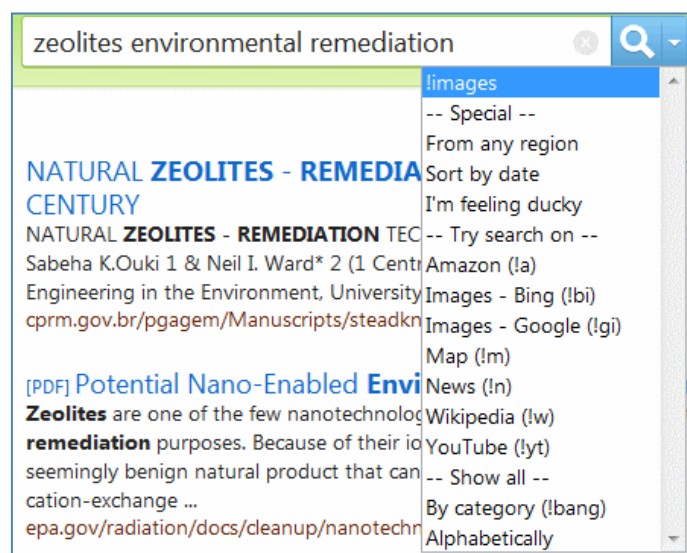 zeolites environmental remediation
!images
-- Special --
From any region
Sort by date
I'm feeling ducky
-- Try search on --
Amazon (!a)
Images - Bing (!bi)
Images - Google (!gi)
Map (!m)
News (!n)
Wikipedia (!w)
YouTube (!yt)
-- Show all --
By category (!bang)
Alphabetically
NATURAL ZEOLITES - REMEDIA
CENTURY
NATURAL ZEOLITES - REMEDIATION TEC
Sabeha K.Ouki 1 & Neil I. Ward* 2 (1 Centr
Engineering in the Environment, University
cprm.gov.br/pgagem/Manuscripts/steadkn
[PDF] Potential Nano-Enabled Envi
Zeolites are one of the few nanotechnolog
remediation purposes. Because of their io
seemingly benign natural product that can
cation-exchange ...
epa.gov/radiation/docs/cleanup/nanotechn